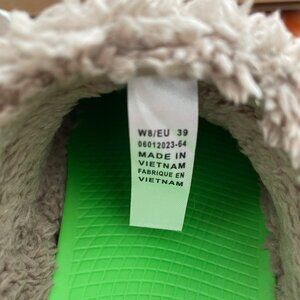 W8/EU 39
06012023-64
MADE IN
VIETNAM
FABRIQUE EN
VIETNAM